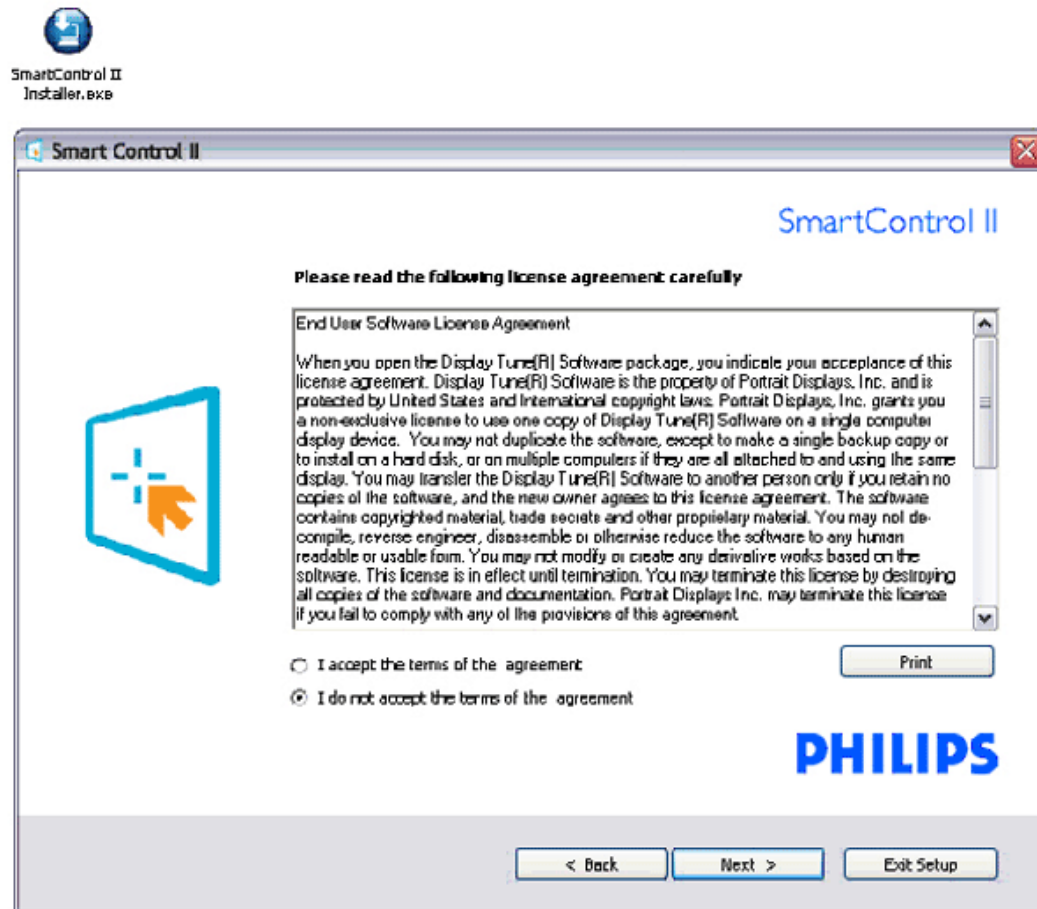 SmartControl II
Installer.exe
Smart Control II
SmartControl II
Please read the following license agreement carefully
End User Software License Agreement
When you open the Display Tune(R) Software package, you indicate your acceptance of this
license agreement. Display Tune(R) Software is the property of Portrait Displays, Inc. and is
protected by United States and International copyright laws. Portrait Displays, Inc. grants you
a non-exclusive license to use one copy of Display Tune(R) Software on a single computer
display device.  You may not duplicate the software, except to make a single backup copy or
to install on a hard disk, or on multiple computers if they are all attached to and using the same
display. You may transfer the Display Tune(R) Software to another person only if you retain no
copies of the software, and the new owner agrees to this license agreement. The software
contains copyrighted material, trade secrets and other proprietary material. You may not de-
compile, reverse engineer, disassemble or otherwise reduce the software to any human
readable or usable form. You may not modify or create any derivative works based on the
software. This license is in effect until termination. You may terminate this license by destroying
all copies of the software and documentation. Portrait Displays Inc. may terminate this license
if you fail to comply with any of the provisions of this agreement.
I accept the terms of the agreement
Print
I do not accept the terms of the agreement
PHILIPS
< Back
Next >
Exit Setup